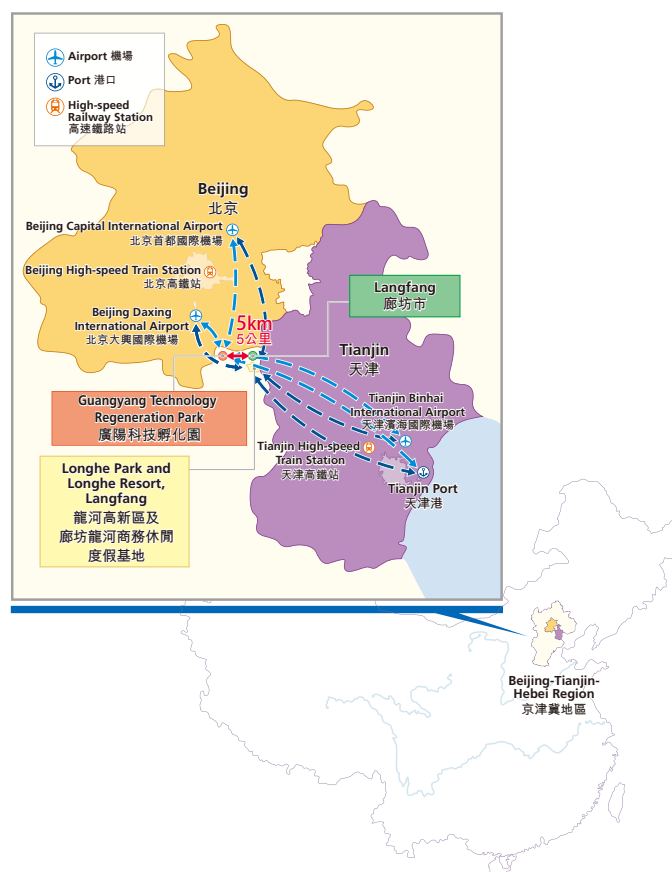 Airport 機場
Port 港口
High-speed
Railway Station
高速鐵路站
Beijing
北京
Beijing Capital International Airport
北京首都國際機場
Beijing High-speed Train Station
北京高鐵站
Beijing Daxing
International Airport
北京大興國際機場
5km
5公里
Langfang
廊坊市
Tianjin
天津
Guangyang Technology
Regeneration Park
廣陽科技孵化園
Tianjin Binhai
International Airport
天津濱海國際機場
Tianjin High-speed
Train Station
天津高鐵站
Longhe Park and
Longhe Resort,
Langfang
龍河高新區及
廊坊龍河商務休閒
度假基地
Tianjin Port
天津港
Beijing-Tianjin-
Hebei Region
京津冀地區